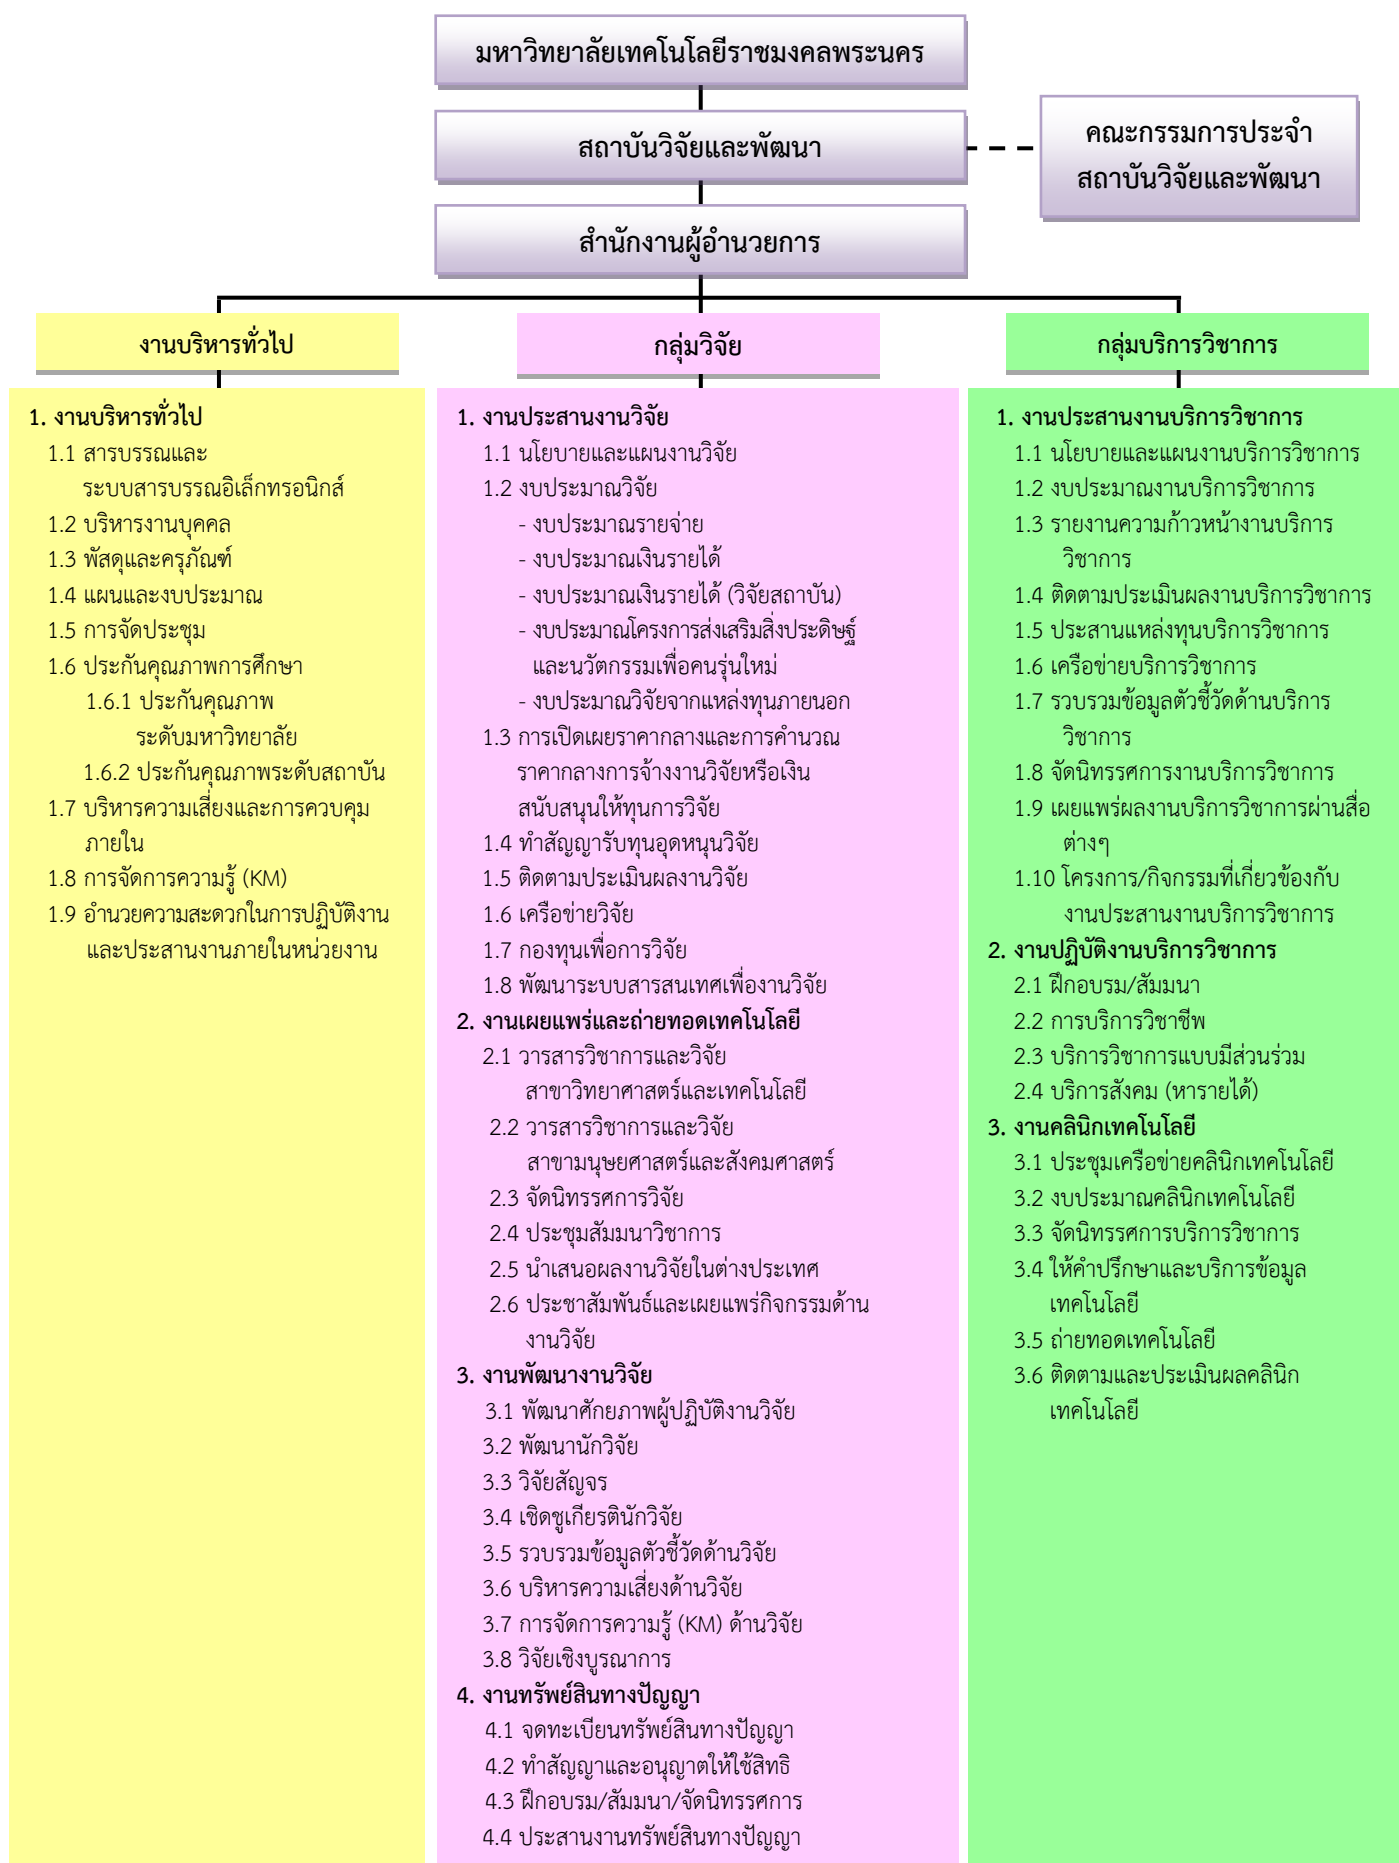 มหาวิทยาลัยเทคโนโลยีราชมงคลพระนคร
สถาบันวิจัยและพัฒนา
คณะกรรมการประจำ
สถาบันวิจัยและพัฒนา
สำนักงานผู้อำนวยการ
งานบริหารทั่วไป
1. งานบริหารทั่วไป
1.1 สารบรรณและ
ระบบสารบรรณอิเล็กทรอนิกส์
1.2 บริหารงานบุคคล
1.3 พัสดุและครุภัณฑ์
1.4 แผนและงบประมาณ
1.5 การจัดประชุม
1.6 ประกันคุณภาพการศึกษา
1.6.1 ประกันคุณภาพ
ระดับมหาวิทยาลัย
1.6.2 ประกันคุณภาพระดับสถาบัน
1.7 บริหารความเสี่ยงและการควบคุม
ภายใน
1.8 การจัดการความรู้ (KM)
1.9 อำนวยความสะดวกในการปฏิบัติงาน
และประสานงานภายในหน่วยงาน
กลุ่มวิจัย
1. งานประสานงานวิจัย
1.1 นโยบายและแผนงานวิจัย
1.2 งบประมาณวิจัย
- งบประมาณรายจ่าย
- งบประมาณเงินรายได้
- งบประมาณเงินรายได้ (วิจัยสถาบัน)
- งบประมาณโครงการส่งเสริมสิ่งประดิษฐ์
และนวัตกรรมเพื่อคนรุ่นใหม่
- งบประมาณวิจัยจากแหล่งทุนภายนอก
1.3 การเปิดเผยราคากลางและการคำนวณ
ราคากลางการจ้างงานวิจัยหรือเงิน
สนับสนุนให้ทุนการวิจัย
1.4 ทำสัญญารับทุนอุดหนุนวิจัย
1.5 ติดตามประเมินผลงานวิจัย
1.6 เครือข่ายวิจัย
1.7 กองทุนเพื่อการวิจัย
1.8 พัฒนาระบบสารสนเทศเพื่องานวิจัย
2. งานเผยแพร่และถ่ายทอดเทคโนโลยี
2.1 วารสารวิชาการและวิจัย
สาขาวิทยาศาสตร์และเทคโนโลยี
2.2 วารสารวิชาการและวิจัย
สาขามนุษยศาสตร์และสังคมศาสตร์
2.3 จัดนิทรรศการวิจัย
2.4 ประชุมสัมมนาวิชาการ
2.5 นำเสนอผลงานวิจัยในต่างประเทศ
2.6 ประชาสัมพันธ์และเผยแพร่กิจกรรมด้าน
งานวิจัย
3. งานพัฒนางานวิจัย
3.1 พัฒนาศักยภาพผู้ปฏิบัติงานวิจัย
3.2 พัฒนานักวิจัย
3.3 วิจัยสัญจร
3.4 เชิดชูเกียรตินักวิจัย
3.5 รวบรวมข้อมูลตัวชี้วัดด้านวิจัย
3.6 บริหารความเสี่ยงด้านวิจัย
3.7 การจัดการความรู้ (KM) ด้านวิจัย
3.8 วิจัยเชิงบูรณาการ
4. งานทรัพย์สินทางปัญญา
4.1 จดทะเบียนทรัพย์สินทางปัญญา
4.2 ทำสัญญาและอนุญาตให้ใช้สิทธิ
4.3 ฝึกอบรม/สัมมนา/จัดนิทรรศการ
4.4 ประสานงานทรัพย์สินทางปัญญา
กลุ่มบริการวิชาการ
1. งานประสานงานบริการวิชาการ
1.1 นโยบายและแผนงานบริการวิชาการ
1.2 งบประมาณงานบริการวิชาการ
1.3 รายงานความก้าวหน้างานบริการ
วิชาการ
1.4 ติดตามประเมินผลงานบริการวิชาการ
1.5 ประสานแหล่งทุนบริการวิชาการ
1.6 เครือข่ายบริการวิชาการ
1.7 รวบรวมข้อมูลตัวชี้วัดด้านบริการ
วิชาการ
1.8 จัดนิทรรศการงานบริการวิชาการ
1.9 เผยแพร่ผลงานบริการวิชาการผ่านสื่อ
ต่างๆ
1.10 โครงการ/กิจกรรมที่เกี่ยวข้องกับ
งานประสานงานบริการวิชาการ
2. งานปฏิบัติงานบริการวิชาการ
2.1 ฝึกอบรม/สัมมนา
2.2 การบริการวิชาชีพ
2.3 บริการวิชาการแบบมีส่วนร่วม
2.4 บริการสังคม (หารายได้)
3. งานคลินิกเทคโนโลยี
3.1 ประชุมเครือข่ายคลินิกเทคโนโลยี
3.2 งบประมาณคลินิกเทคโนโลยี
3.3 จัดนิทรรศการบริการวิชาการ
3.4 ให้คำปรึกษาและบริการข้อมูล
เทคโนโลยี
3.5 ถ่ายทอดเทคโนโลยี
3.6 ติดตามและประเมินผลคลินิก
เทคโนโลยี